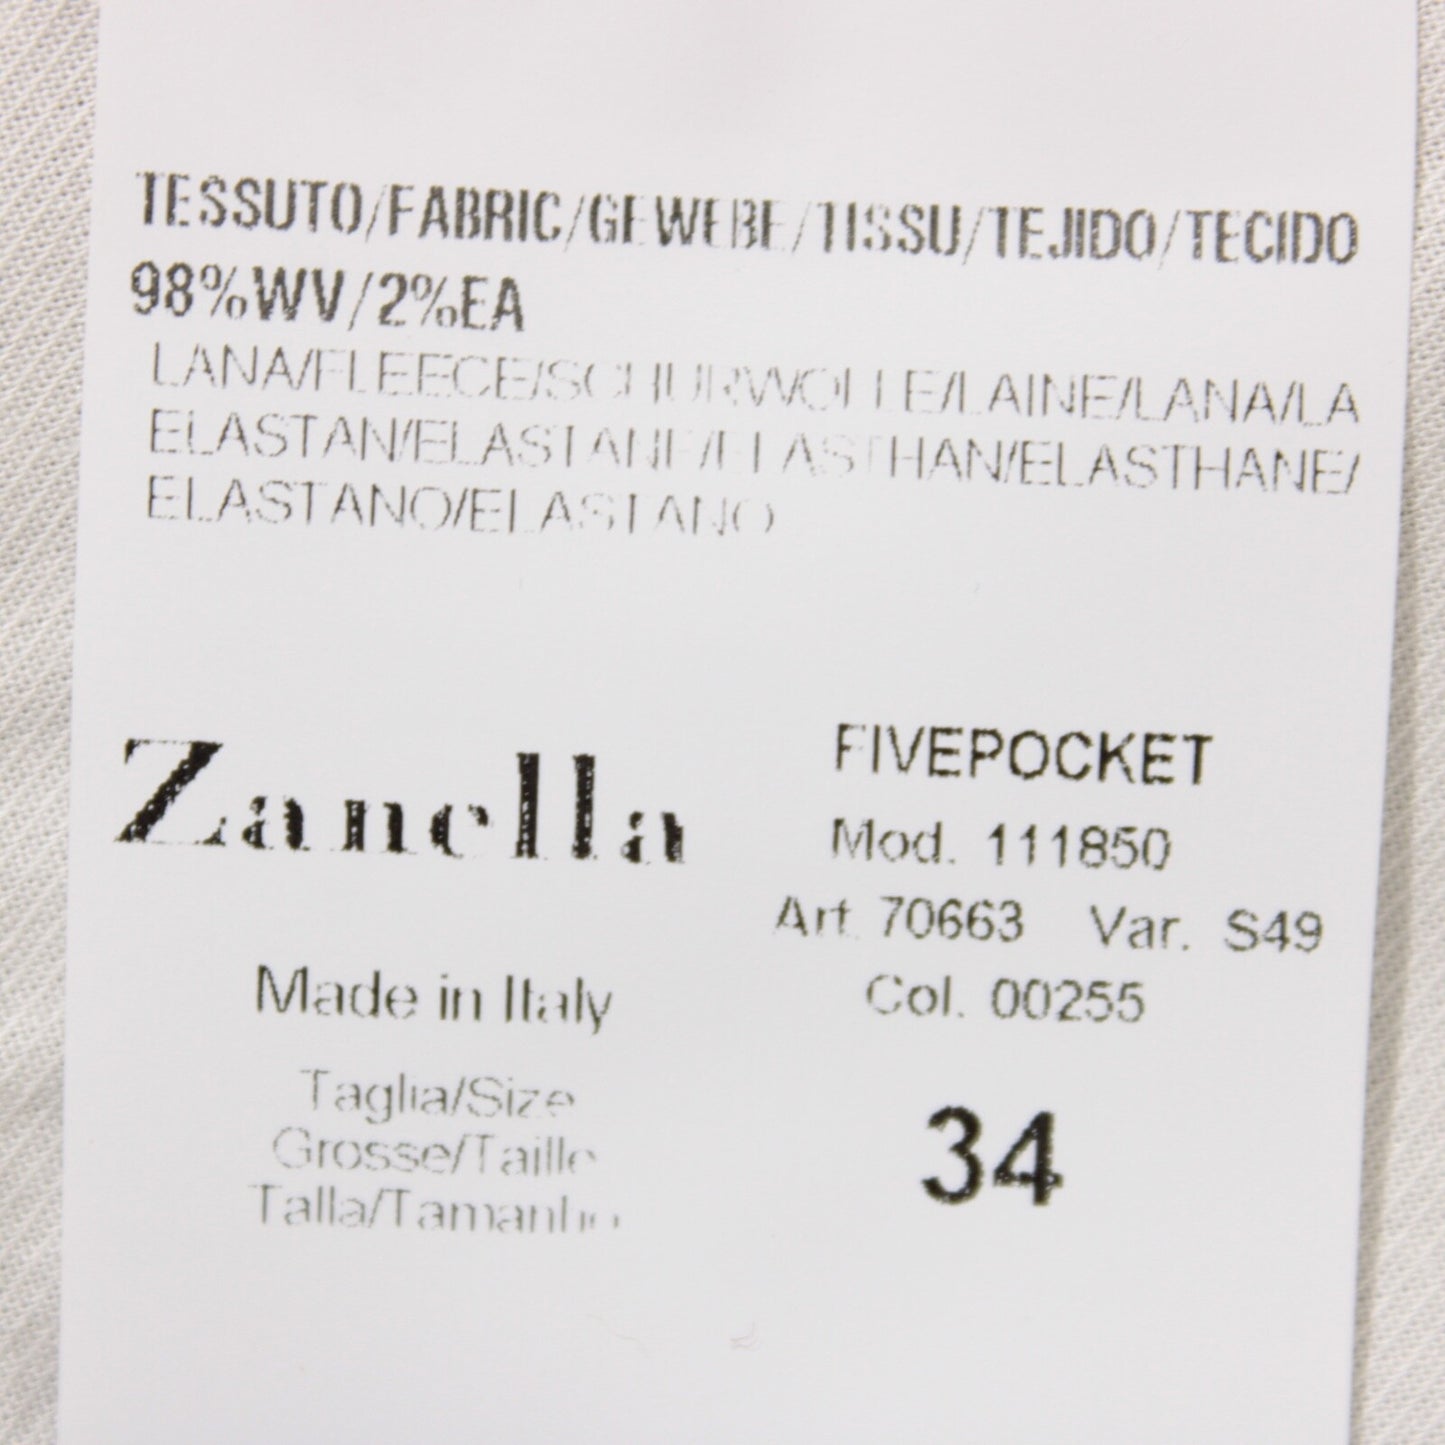 TESSUTO/FABRIC/GEWEBE/TISSU/TEJIDO/TECIDO
98%WV/2%EA
LANA/FLEECE/SCHURWOLLE/LAINE/LANA/LA
ELASTAN/ELASTANE/ELASTHAN/ELASTHANE/
ELASTANO/ELASTANO
Zanella
Made in Italy
Taglia/Size
Grosse/Taille
Talla/Tamanho
FIVEPOCKET
Mod. 111850
Art. 70663 Var. S49
Col. 00255
34